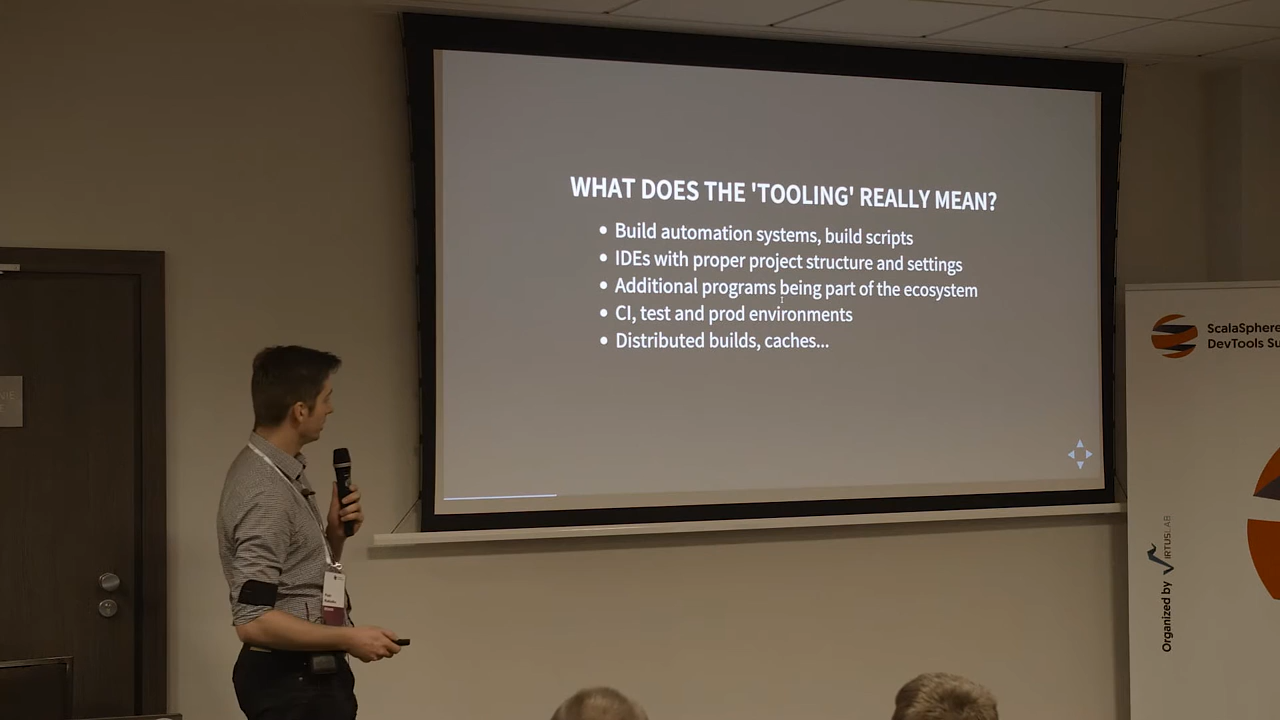 WHAT DOES THE 'TOOLING' REALLY MEAN?
Build automation systems, build scripts
IDEs with proper project structure and settings
Additional programs being part of the ecosystem
CI, test and prod environments
Distributed builds, caches...
ScalaSphere
DevTools Su
Organized by VIRTUSLAB